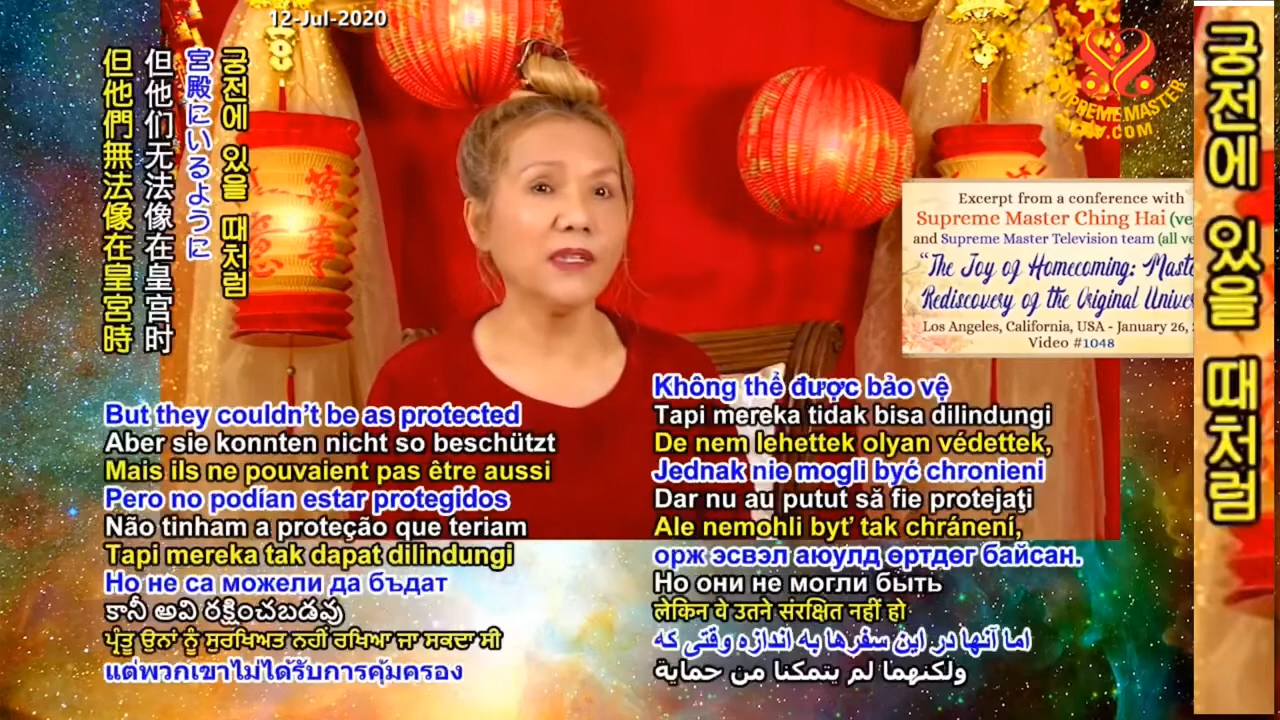 12-Jul-2020
궁전에 있을 때처럼
宮殿にいるように
但他们无法像在皇宫时
但他們無法像在皇宮時
SUPREMEMASTER
TV.COM
Excerpt from a conference with
Supreme Master Ching Hai (ve
and Supreme Master Television team (all ve
“The Joy of Homecoming: Maste
Rediscovery of the Original Univer
Los Angeles, California, USA - January 26, 2
Video #1048
But they couldn’t be as protected
Aber sie konnten nicht so beschützt
Mais ils ne pouvaient pas être aussi
Pero no podían estar protegidos
Não tinham a proteção que teriam
Tapi mereka tak dapat dilindungi
Но не са можели да бъдат
కానీ అవి రక్షించబడవు
ਪ੍ਰੰਤੂ ਉਨਾਂ ਨੂੰ ਸੁਰਖਿਅਤ ਨਹੀਂ ਰਖਿਆ ਜਾ ਸਕਦਾ ਸੀ
แต่พวกเขาไม่ได้รับการคุ้มครอง
Không thể được bảo vệ
Tapi mereka tidak bisa dilindungi
De nem lehettek olyan védettek,
Jednak nie mogli być chronieni
Dar nu au putut să fie protejaţi
Ale nemohli byť tak chránení,
орж эсвэл аюулд өртдөг байсан.
Но они не могли быть
लेकिन वे उतने संरक्षित नहीं हो
اما آنها در این سفرها به اندازه وقتی که
ولكنهما لم يتمكنا من حماية
궁전에 있을 때처럼